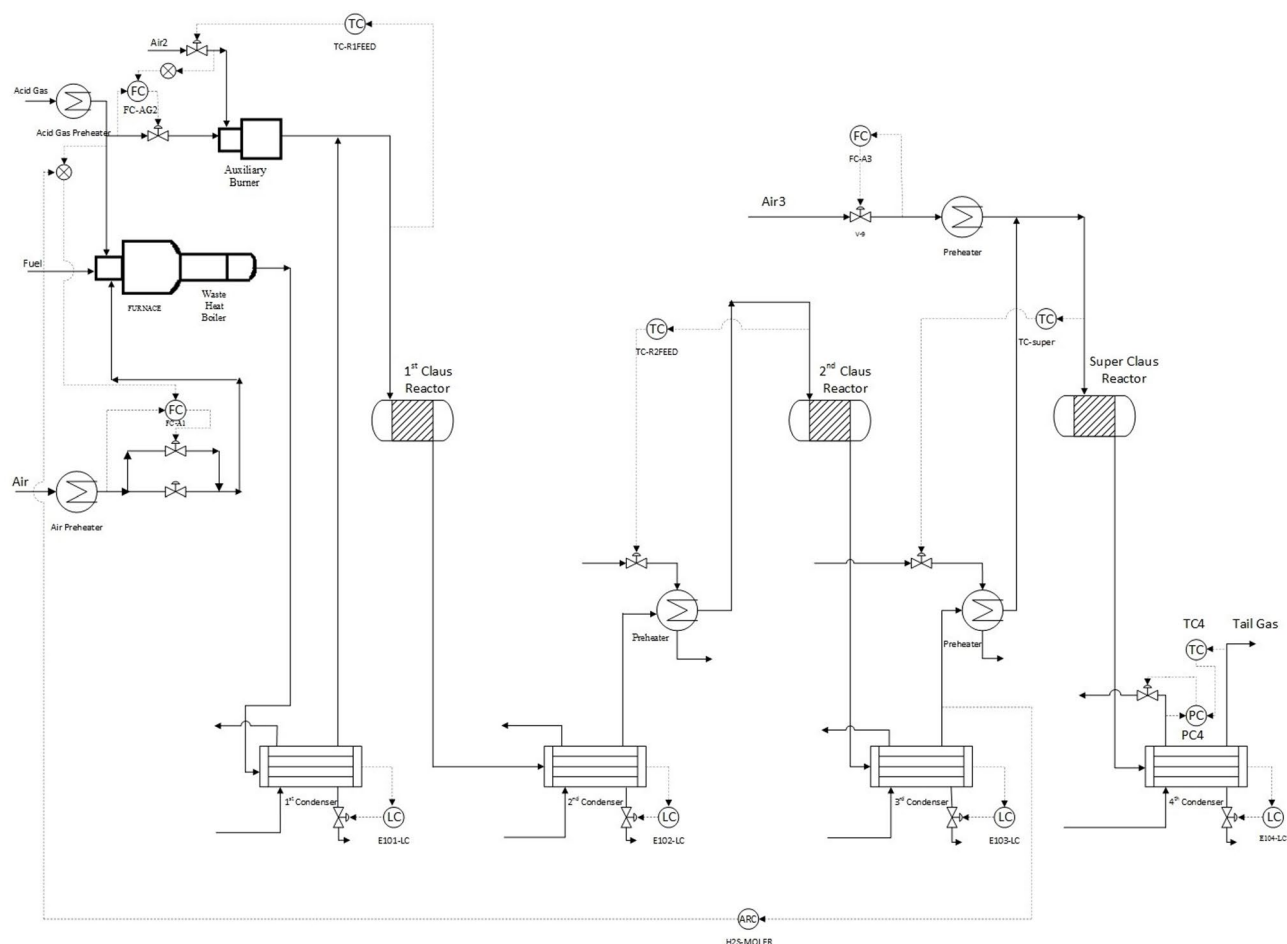 TC
Air2
TC-R1FEED
FC
FC-AG2
Acid Gas
Acid Gas Preheater
Auxiliary
Burner
FC
FC-A3
Air3
V-9
Preheater
Fuel
FURNACE
Waste
Heat
Boiler
TC
TC-R2FEED
TC
TC-super
1st Claus
Reactor
2nd Claus
Reactor
Super Claus
Reactor
FC
FC-A1
Air
Air Preheater
Preheater
Preheater
TC4
Tail Gas
TC
PC
PC4
1st Condenser
LC
E101-LC
2nd Condenser
LC
E102-LC
3rd Condenser
LC
E103-LC
4th Condenser
LC
E104-LC
ARC
H2S-MOLER